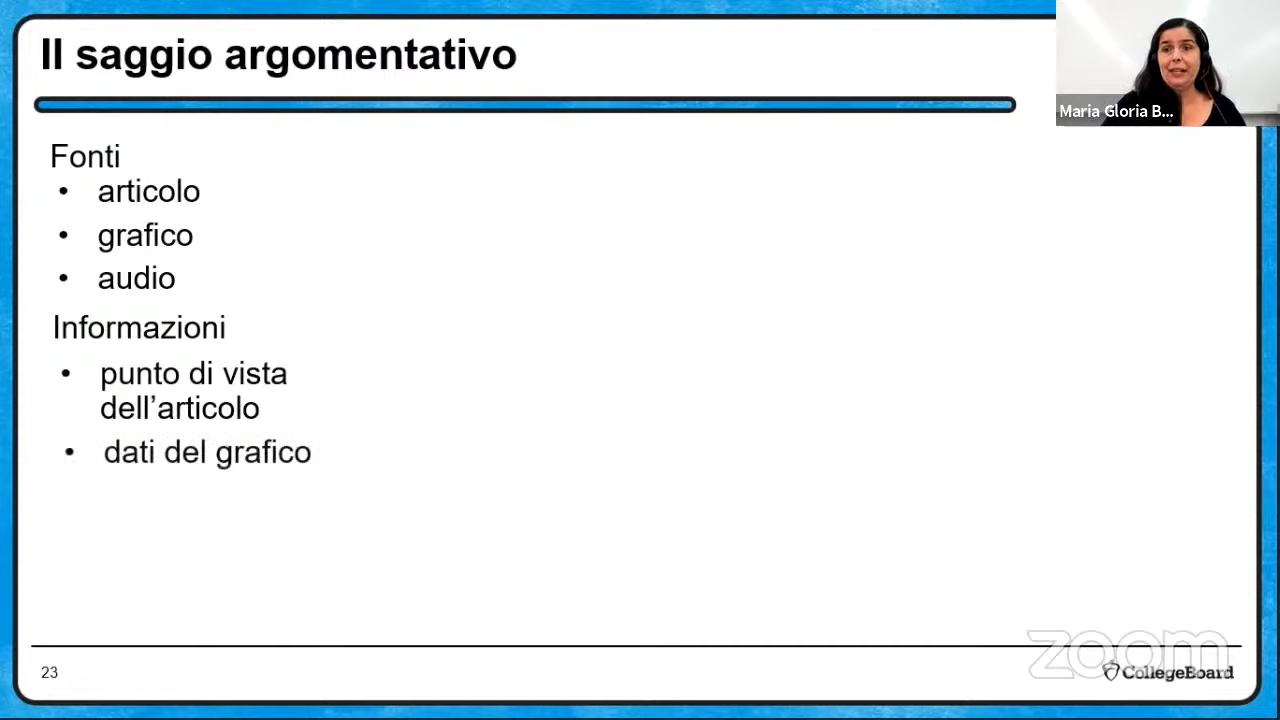 Il saggio argomentativo
Maria Gloria B...
Fonti
• articolo
• grafico
• audio
Informazioni
• punto di vista
dell’articolo
• dati del grafico
zoom
23
CollegeBoard